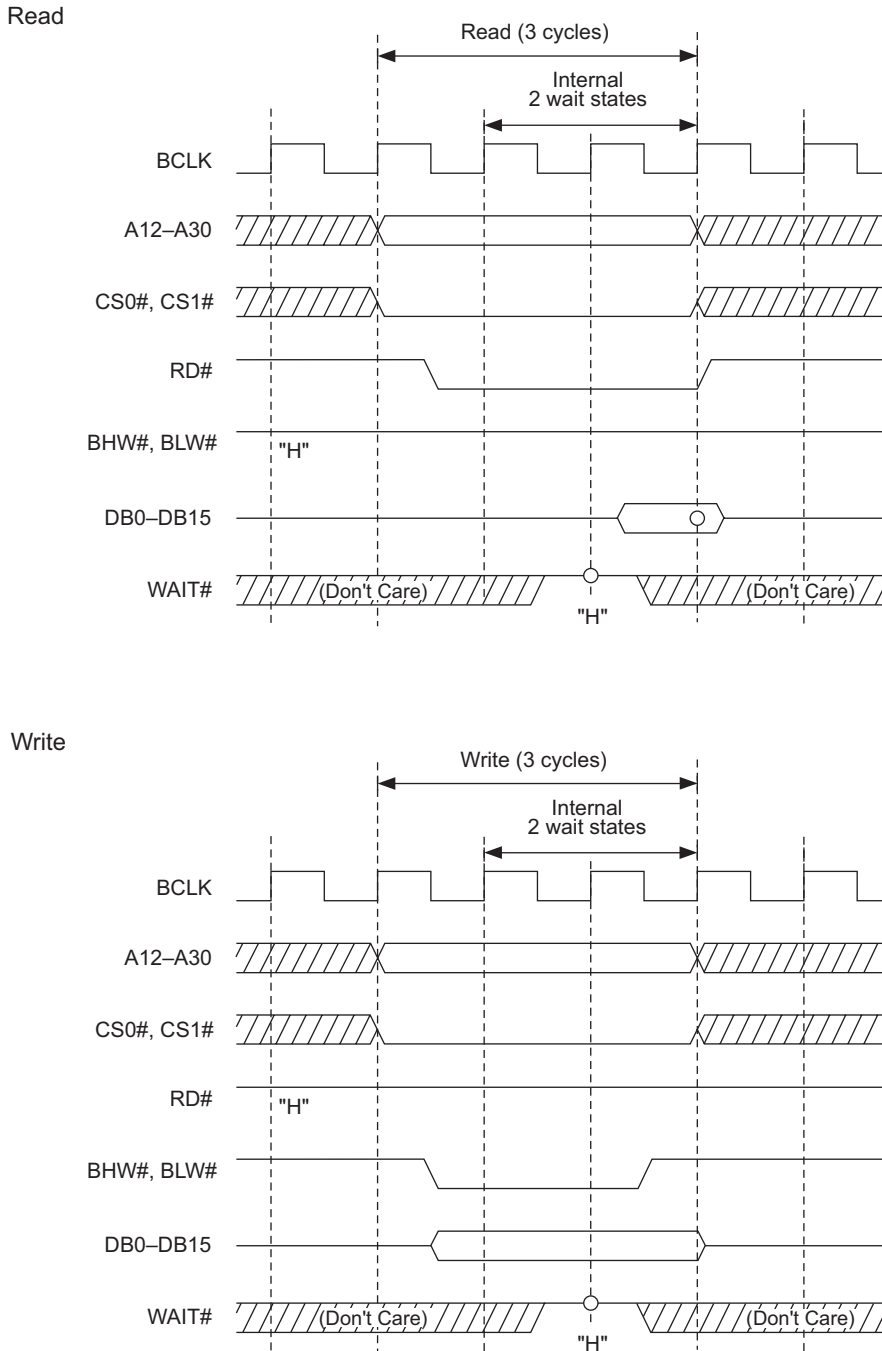 Read
Read (3 cycles)
Internal
2 wait states
BCLK
A12–A30
CS0#, CS1#
RD#
BHW#, BLW#
"H"
DB0–DB15
WAIT#
(Don't Care)
(Don't Care)
"H"
Write
Write (3 cycles)
Internal
2 wait states
BCLK
A12–A30
CS0#, CS1#
RD#
"H"
BHW#, BLW#
DB0–DB15
WAIT#
(Don't Care)
(Don't Care)
"H"